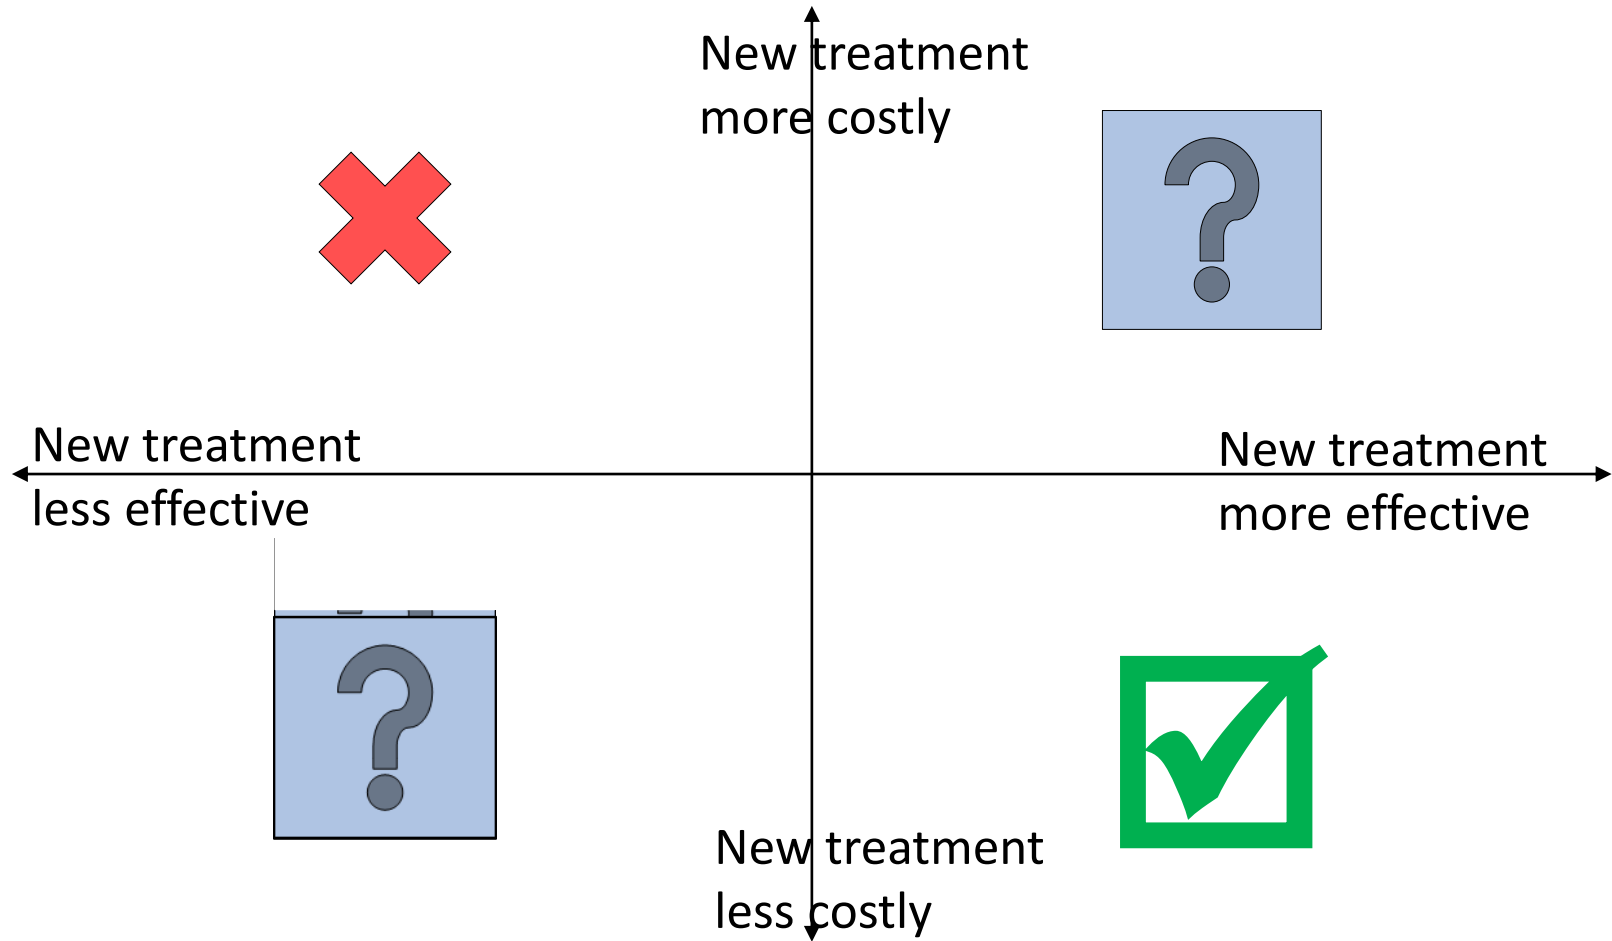 New treatment
more costly
?
New treatment
less effective
New treatment
more effective
?
New treatment
less costly